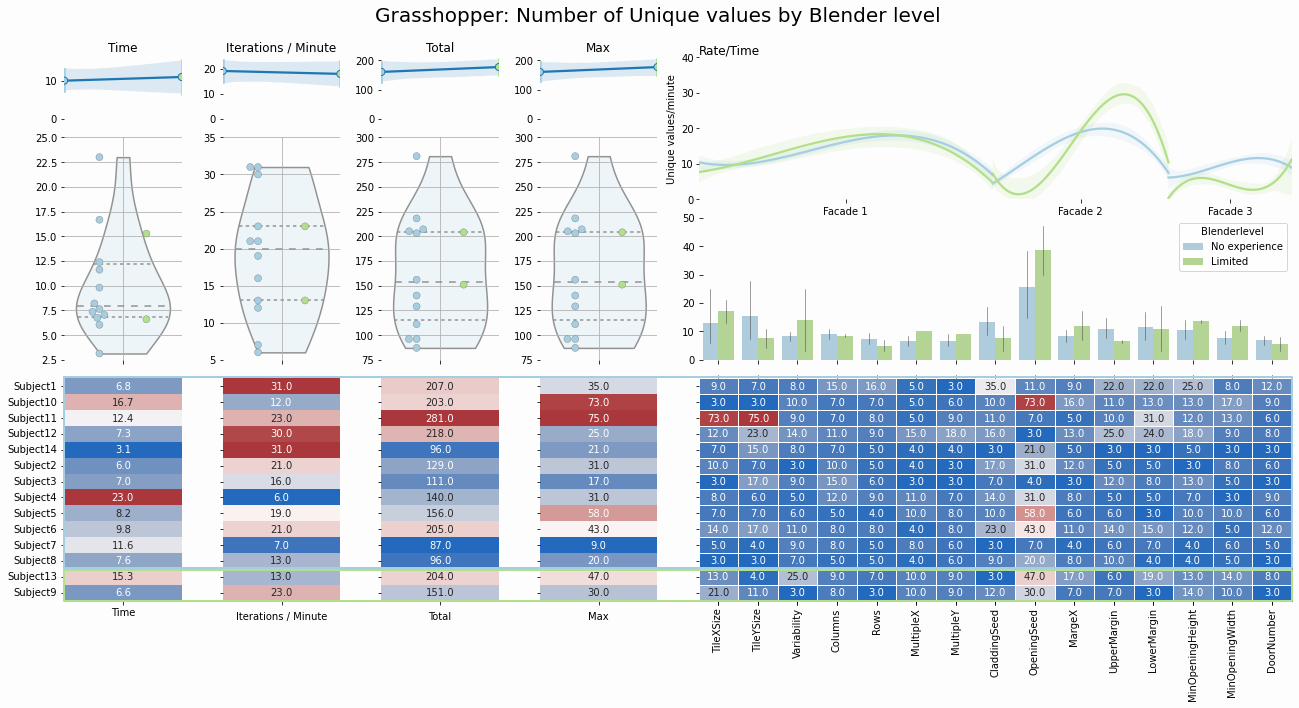 Grasshopper: Number of Unique values by Blender level
Time Iterations / Minute Total Max Rate/Time
10
0
20
10
0
200
100
0
200
100
0
Unique values/minute
40
30
20
10
0
Facade 1 Facade 2 Facade 3
25.0
22.5
20.0
17.5
15.0
12.5
10.0
7.5
5.0
2.5
35
30
25
20
15
10
5
300
275
250
225
200
175
150
125
100
75
300
275
250
225
200
175
150
125
100
75
50
40
30
20
10
0
Blenderlevel
No experience
Limited
Subject1 6.8 31.0 207.0 35.0 9.0 7.0 8.0 15.0 16.0 5.0 3.0 35.0 11.0 9.0 22.0 22.0 25.0 8.0 12.0
Subject10 16.7 12.0 203.0 73.0 3.0 3.0 7.0 7.0 7.0 5.0 6.0 10.0 73.0 16.0 11.0 13.0 13.0 17.0 9.0
Subject11 12.4 23.0 281.0 75.0 73.0 75.0 9.0 7.0 8.0 5.0 9.0 11.0 7.0 5.0 10.0 31.0 12.0 13.0 6.0
Subject12 7.3 30.0 218.0 25.0 12.0 23.0 14.0 11.0 9.0 15.0 18.0 16.0 3.0 13.0 25.0 24.0 18.0 9.0 8.0
Subject14 3.1 31.0 96.0 21.0 7.0 15.0 8.0 7.0 5.0 4.0 4.0 3.0 21.0 5.0 3.0 3.0 5.0 3.0 3.0
Subject2 6.0 21.0 129.0 31.0 10.0 7.0 3.0 10.0 5.0 4.0 3.0 17.0 31.0 12.0 5.0 5.0 3.0 8.0 6.0
Subject3 7.0 16.0 111.0 17.0 3.0 17.0 9.0 15.0 6.0 3.0 3.0 7.0 4.0 3.0 12.0 8.0 13.0 5.0 3.0
Subject4 23.0 6.0 140.0 31.0 8.0 6.0 5.0 12.0 9.0 11.0 7.0 14.0 31.0 8.0 5.0 5.0 7.0 3.0 9.0
Subject5 8.2 19.0 156.0 58.0 7.0 7.0 6.0 5.0 4.0 10.0 8.0 10.0 58.0 6.0 6.0 3.0 10.0 10.0 6.0
Subject6 9.8 21.0 205.0 43.0 14.0 17.0 11.0 8.0 8.0 4.0 8.0 23.0 43.0 11.0 14.0 15.0 12.0 5.0 12.0
Subject7 11.6 7.0 87.0 9.0 5.0 4.0 9.0 8.0 5.0 8.0 6.0 3.0 7.0 4.0 6.0 7.0 4.0 6.0 5.0
Subject8 7.6 13.0 96.0 20.0 3.0 3.0 7.0 5.0 5.0 4.0 7.0 9.0 20.0 8.0 10.0 4.0 4.0 5.0 3.0
Subject13 15.3 13.0 204.0 47.0 13.0 4.0 25.0 9.0 7.0 10.0 9.0 3.0 47.0 17.0 6.0 19.0 13.0 14.0 8.0
Subject9 6.6 23.0 151.0 30.0 21.0 11.0 3.0 8.0 3.0 10.0 9.0 12.0 30.0 7.0 7.0 3.0 14.0 10.0 3.0
Time Iterations / Minute Total Max
TileXSize
TileYSize
Variability
Columns
Rows
MultipleX
MultipleY
CladdingSeed
OpeningSeed
MargeX
UpperMargin
LowerMargin
MinOpeningHeight
MinOpeningWidth
DoorNumber